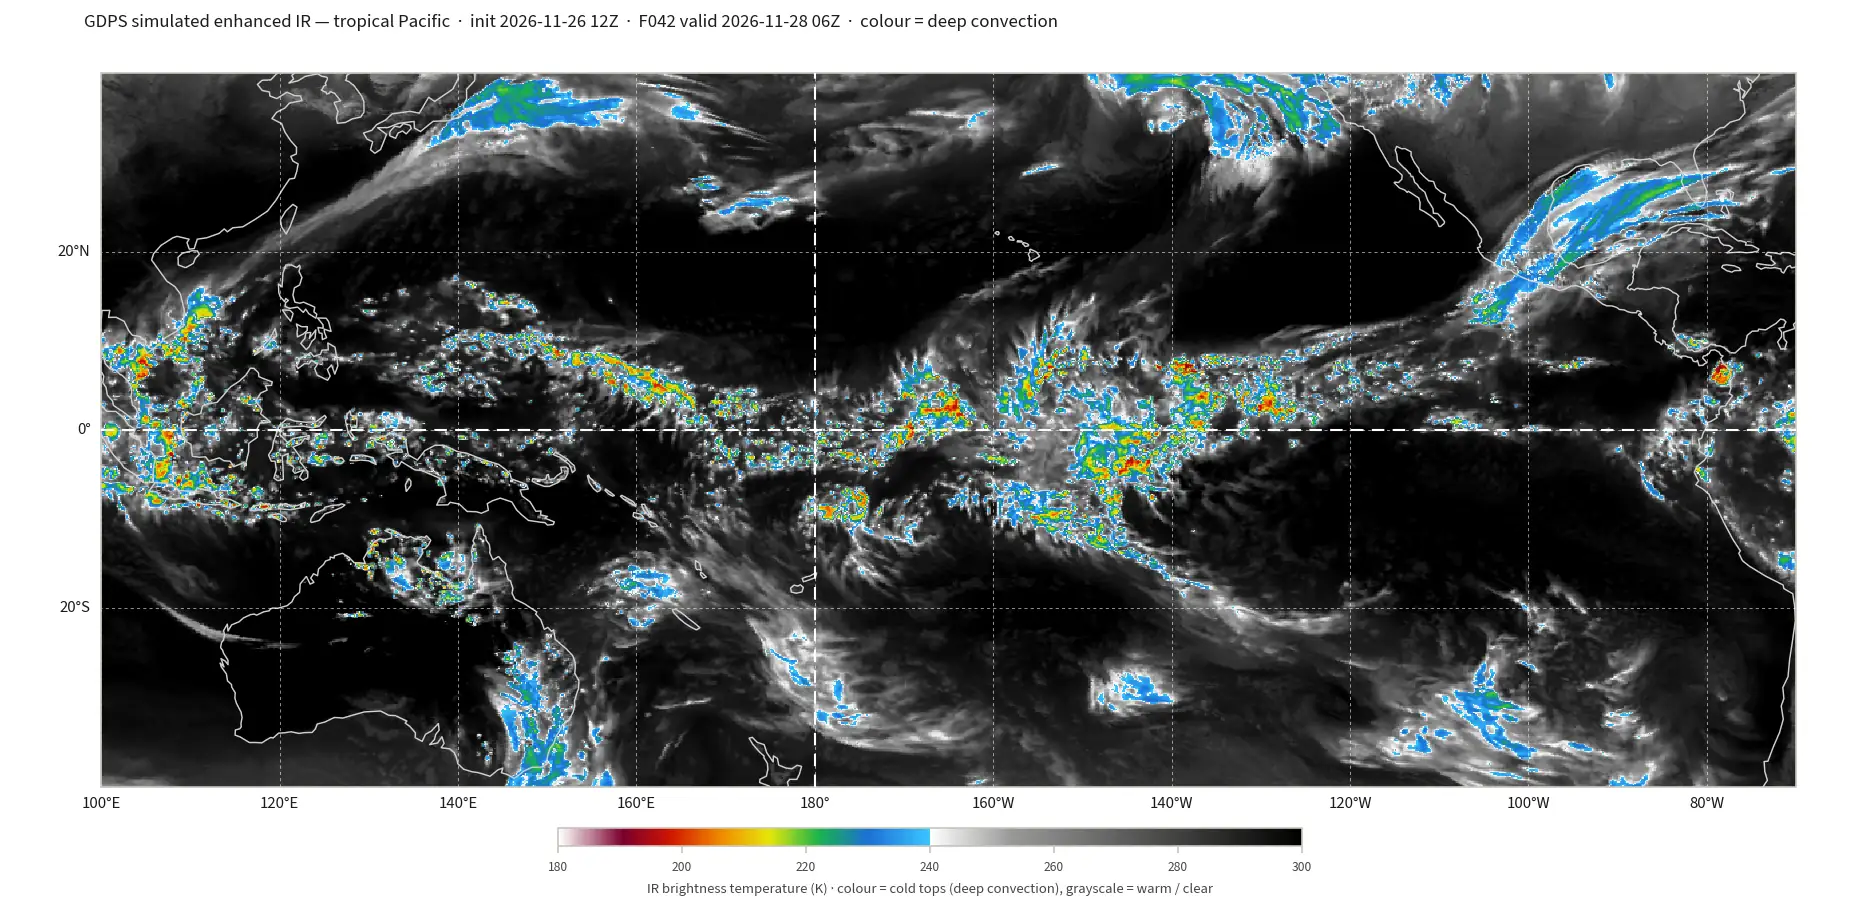 GDPS simulated enhanced IR — tropical Pacific · init 2026-11-26 12Z · F042 valid 2026-11-28 06Z · colour = deep convection
20°N
0°
20°S
100°E 120°E 140°E 160°E 180° 160°W 140°W 120°W 100°W 80°W
180 200 220 240 260 280 300
IR brightness temperature (K) · colour = cold tops (deep convection), grayscale = warm / clear